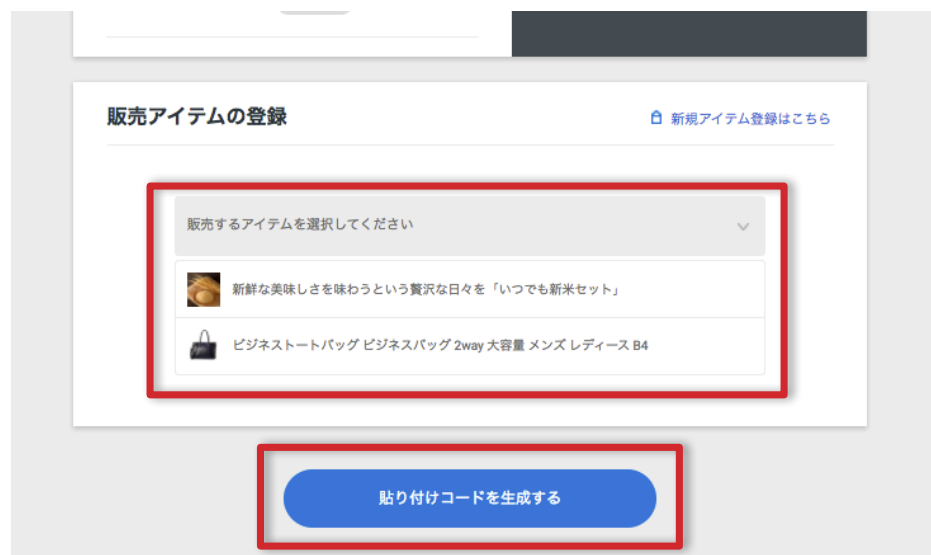 販売アイテムの登録
新規アイテム登録はこちら
販売するアイテムを選択してください
新鮮な美味しさを味わうという贅沢な日々を「いつでも新米セット」
ビジネストートバッグ ビジネスバッグ 2way 大容量 メンズ レディース B4
貼り付けコードを生成する